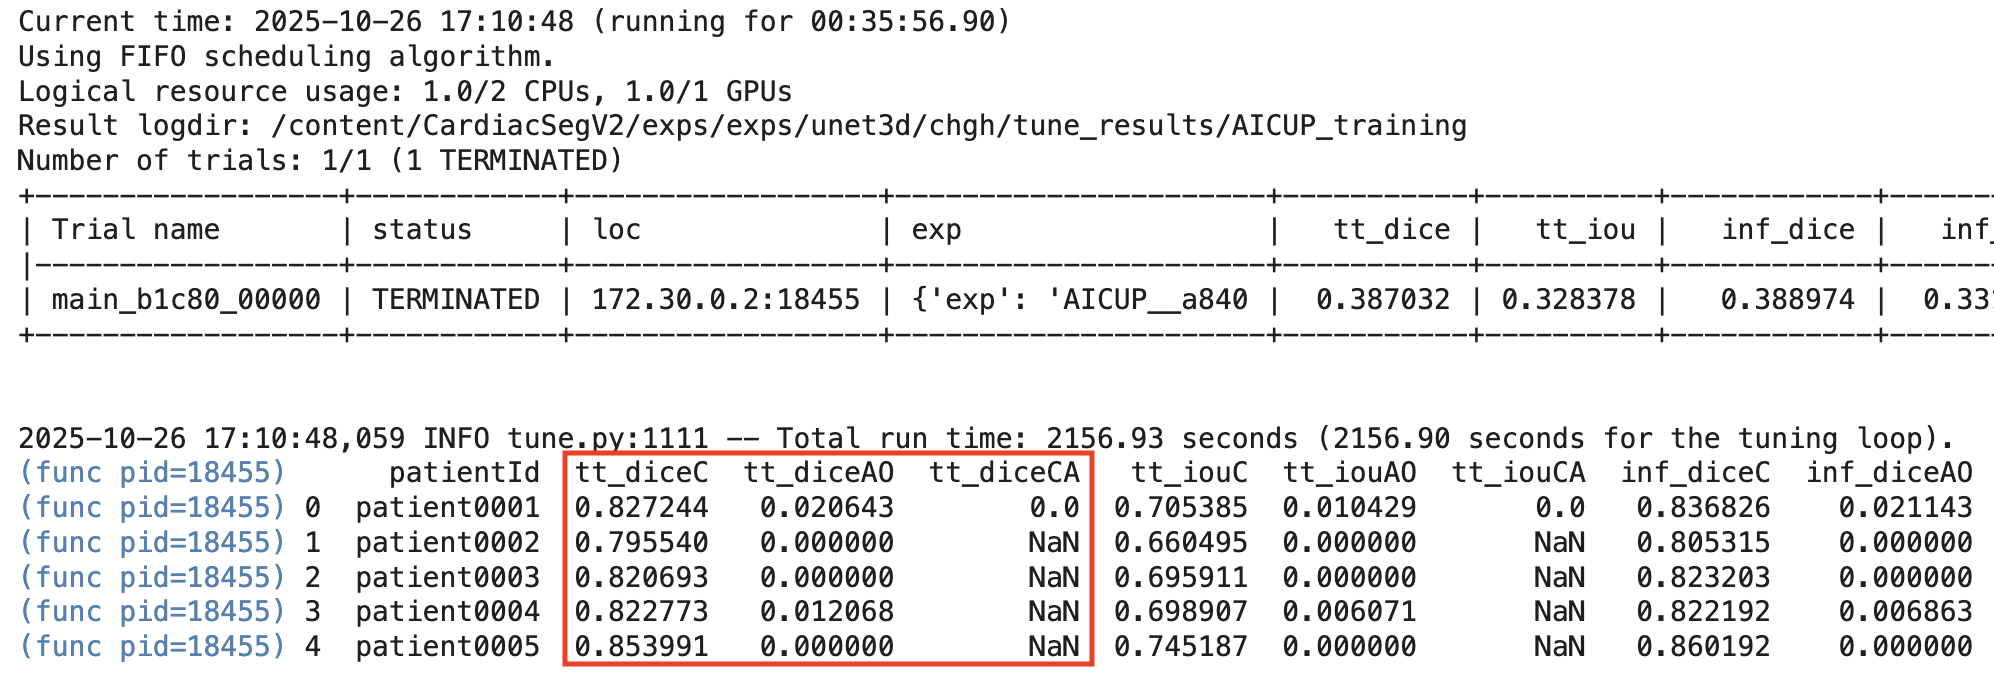 Current time: 2025-10-26 17:10:48 (running for 00:35:56.90)
Using FIFO scheduling algorithm.
Logical resource usage: 1.0/2 CPUs, 1.0/1 GPUs
Result logdir: /content/CardiacSegV2/exps/exps/unet3d/chgh/tune_results/AICUP_training
Number of trials: 1/1 (1 TERMINATED)
| Trial name | status | loc | exp | tt_dice | tt_iou | inf_dice | inf_
| main_b1c80_00000 | TERMINATED | 172.30.0.2:18455 | {'exp': 'AICUP__a840 | 0.387032 | 0.328378 | 0.388974 | 0.33
2025-10-26 17:10:48,059 INFO tune.py:1111 -- Total run time: 2156.93 seconds (2156.90 seconds for the tuning loop).
(func pid=18455) patientId tt_diceC tt_diceAO tt_diceCA tt_iouC tt_iouAO tt_iouCA inf_diceC inf_diceAO
(func pid=18455) 0 patient0001 0.827244 0.020643 0.0 0.705385 0.010429 0.0 0.836826 0.021143
(func pid=18455) 1 patient0002 0.795540 0.000000 NaN 0.660495 0.000000 NaN 0.805315 0.000000
(func pid=18455) 2 patient0003 0.820693 0.000000 NaN 0.695911 0.000000 NaN 0.823203 0.000000
(func pid=18455) 3 patient0004 0.822773 0.012068 NaN 0.698907 0.006071 NaN 0.822192 0.006863
(func pid=18455) 4 patient0005 0.853991 0.000000 NaN 0.745187 0.000000 NaN 0.860192 0.000000